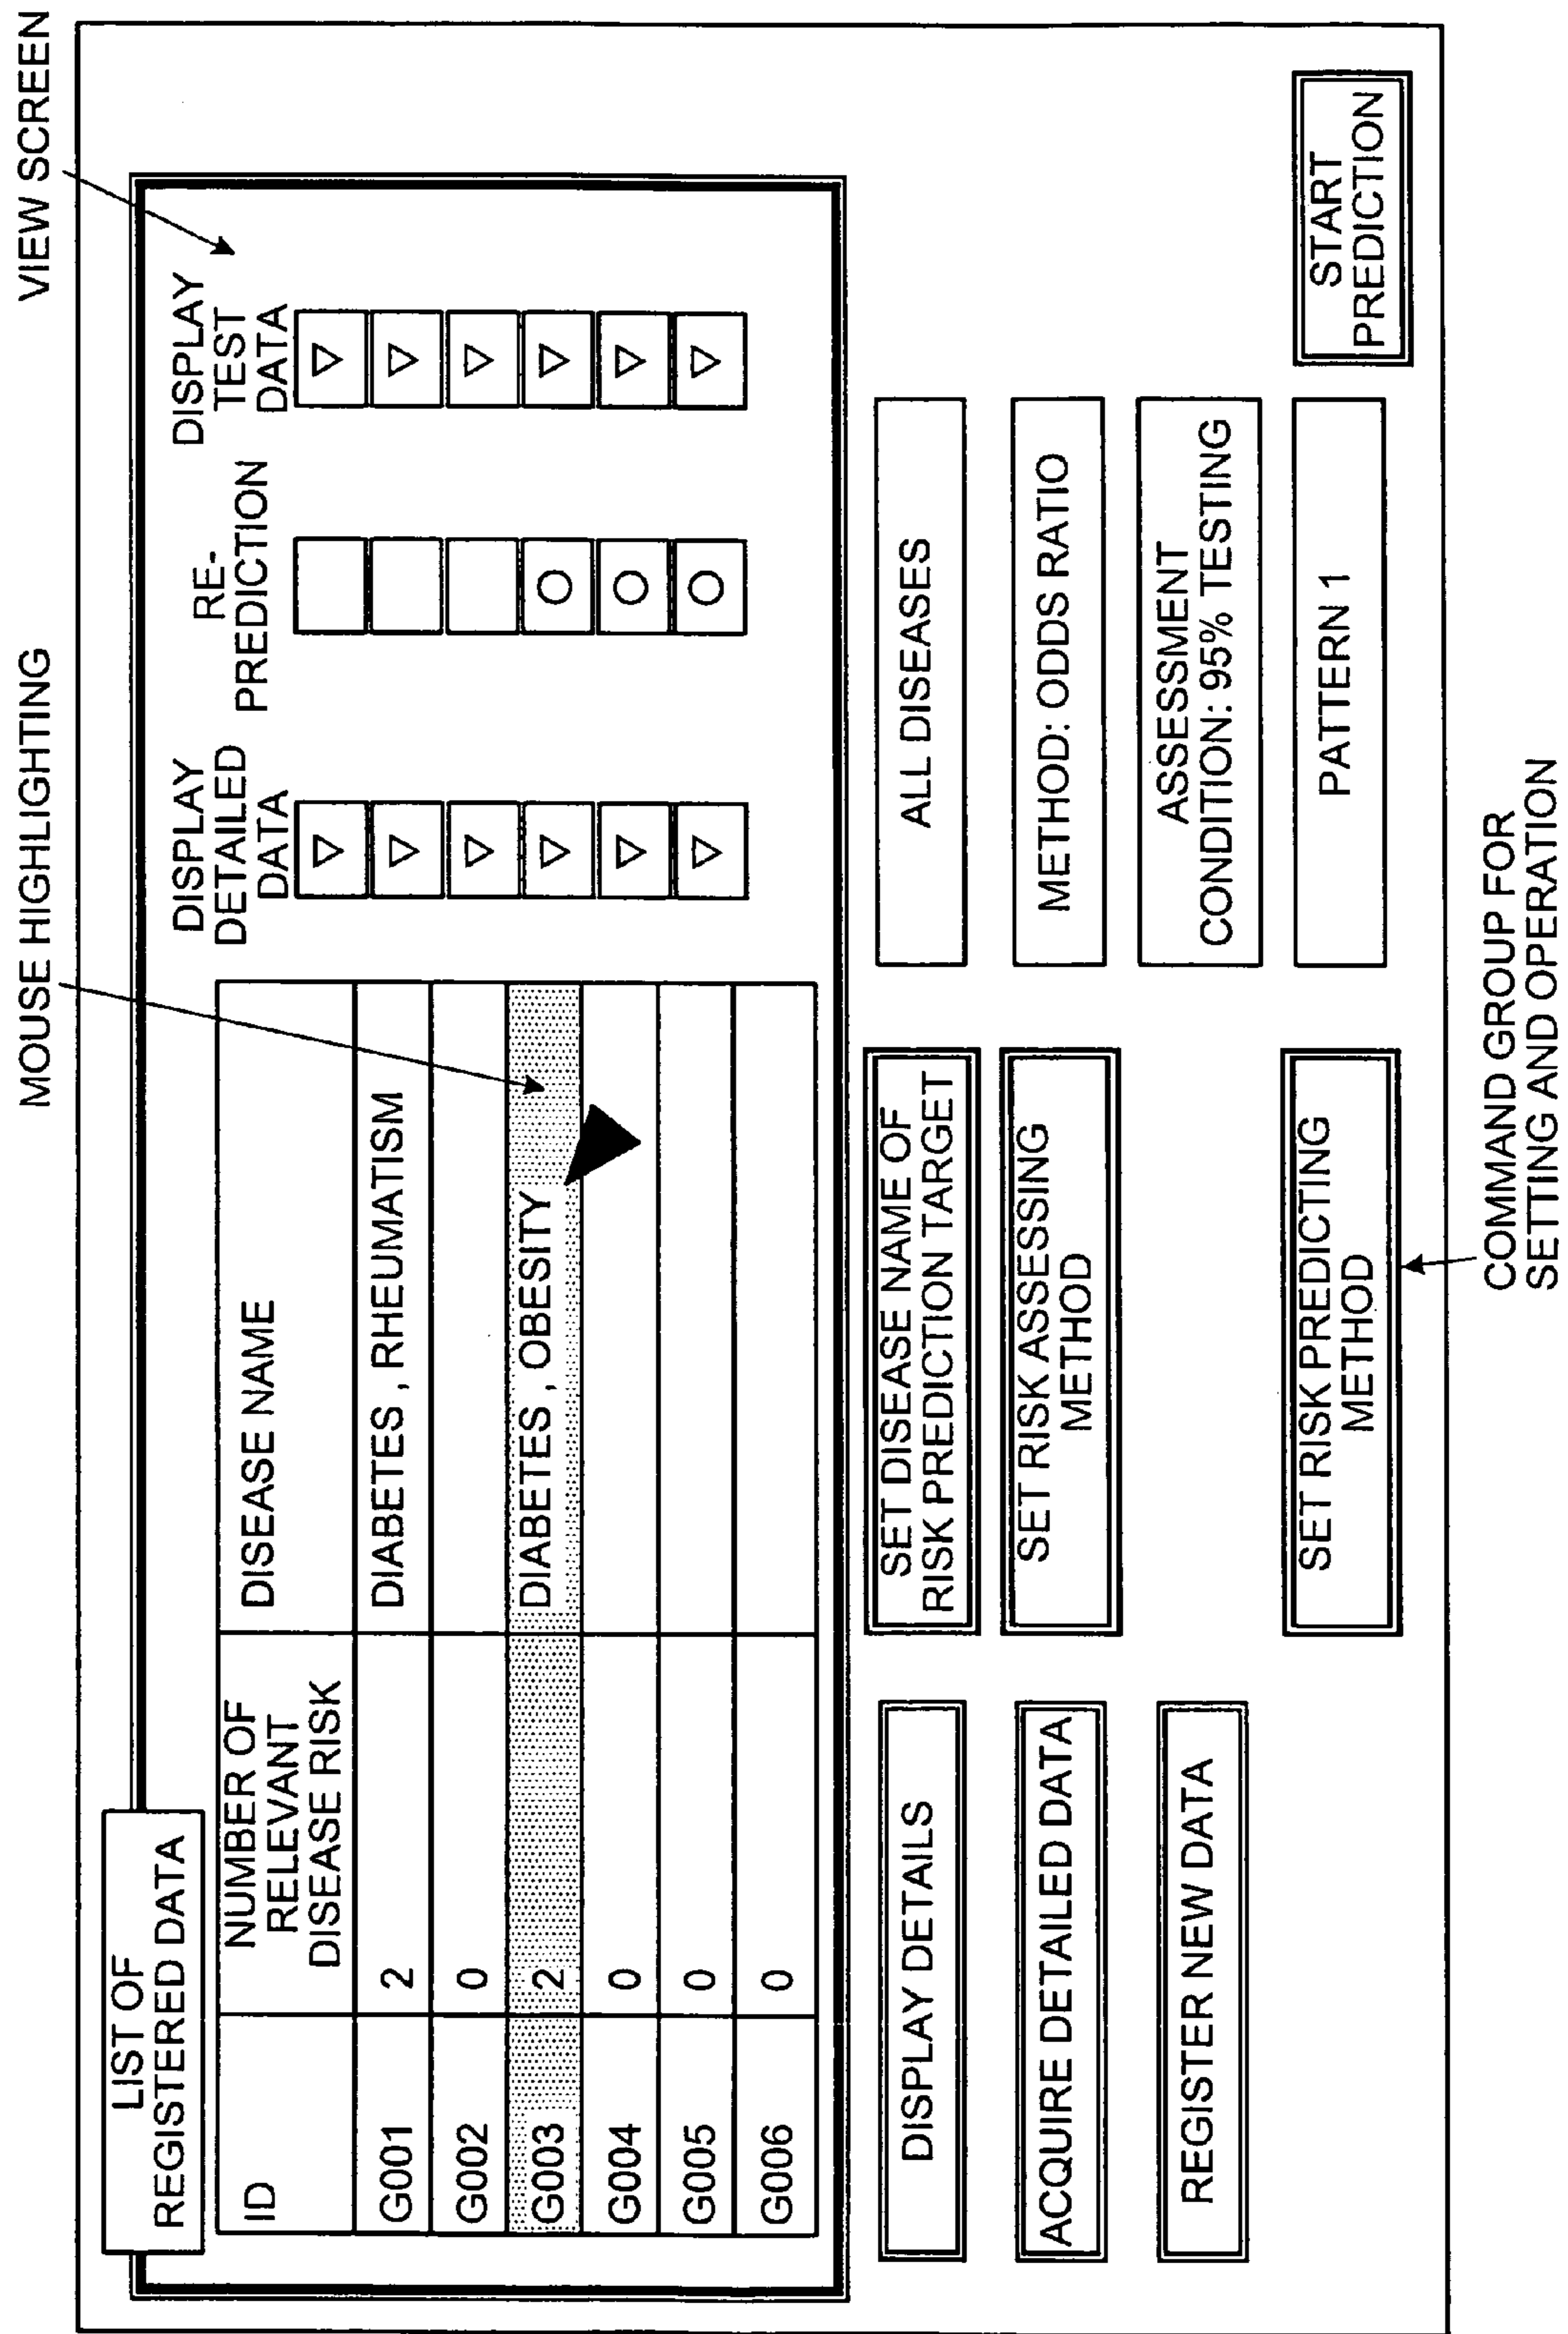 MOUSE HIGHLIGHTING
VIEW SCREEN
LIST OF
REGISTERED DATA
ID
NUMBER OF
RELEVANT
DISEASE RISK
DISEASE NAME
DISPLAY
DETAILED
DATA
RE-
PREDICTION
DISPLAY
TEST
DATA
G001 2 DIABETES , RHEUMATISM ▽ ▽
G002 0 ▽ ▽
G003 2 DIABETES , OBESITY ▽ ○ ▽
G004 0 ▽ ○ ▽
G005 0 ▽ ○ ▽
G006 0
DISPLAY DETAILS
SET DISEASE NAME OF
RISK PREDICTION TARGET
ALL DISEASES
ACQUIRE DETAILED DATA
SET RISK ASSESSING
METHOD
METHOD: ODDS RATIO
REGISTER NEW DATA
ASSESSMENT
CONDITION: 95% TESTING
SET RISK PREDICTING
METHOD
PATTERN 1
START
PREDICTION
COMMAND GROUP FOR
SETTING AND OPERATION